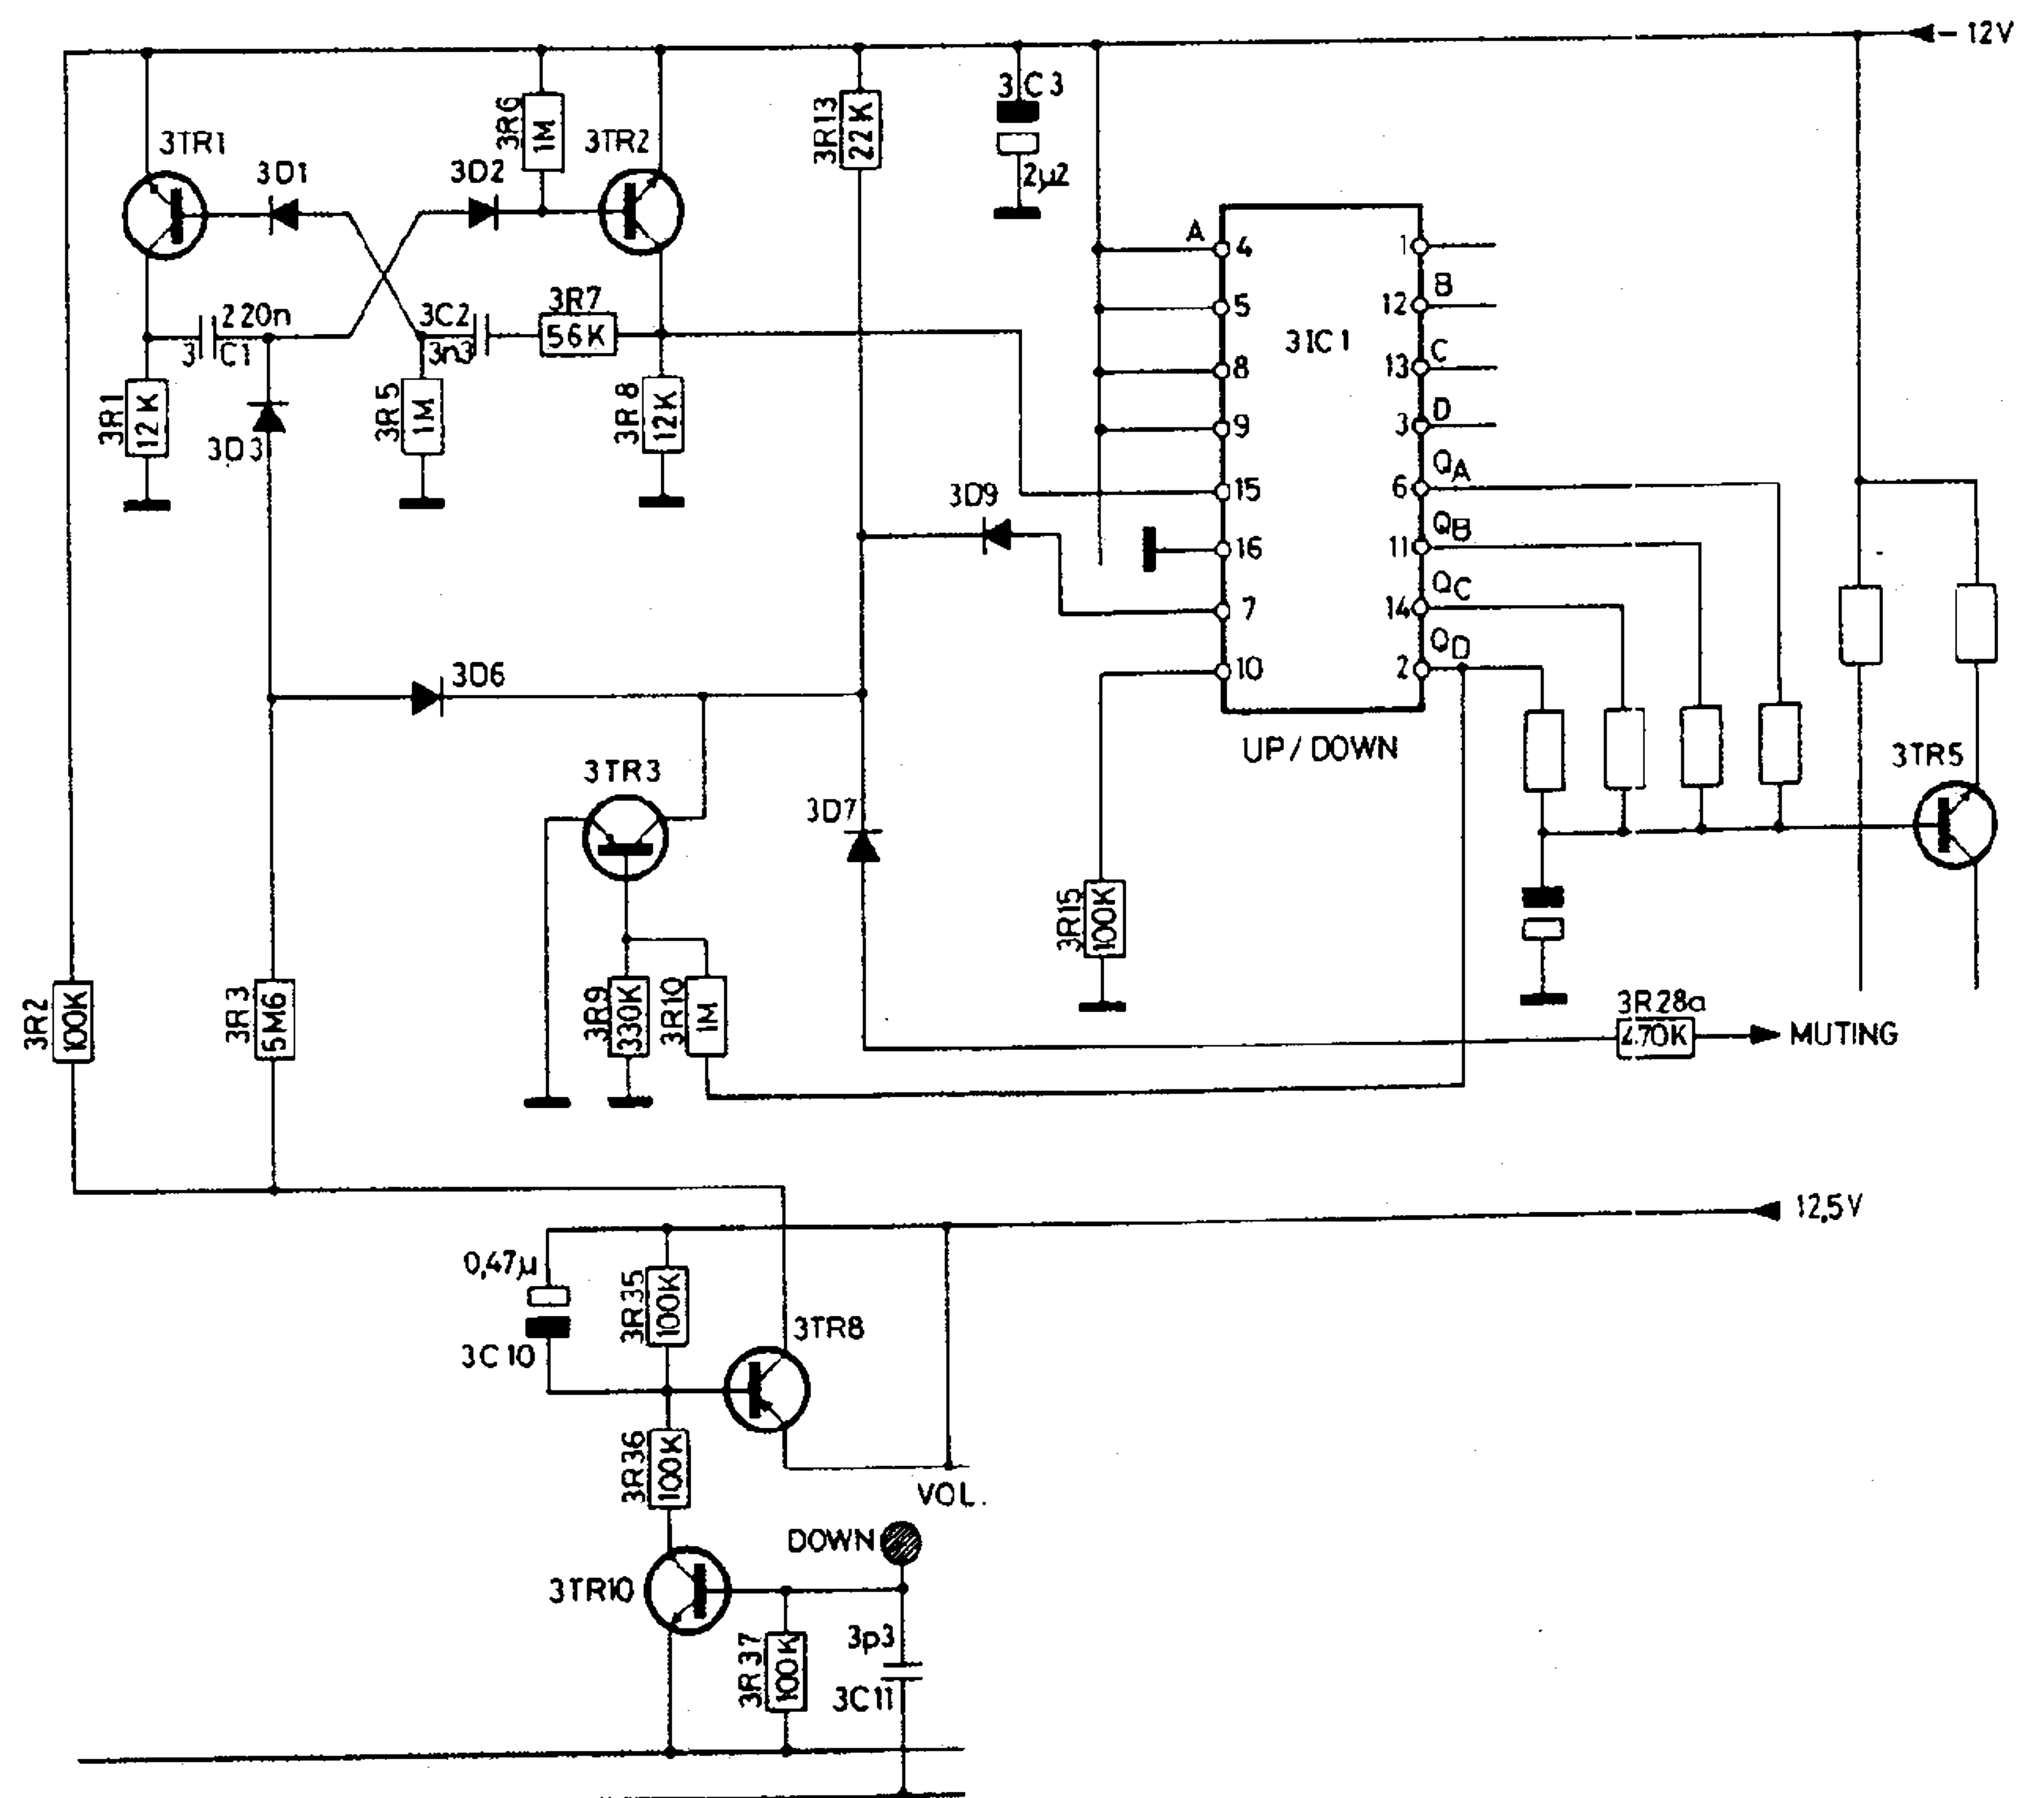 - 12V
3TR1
3D1
3D2
3R6
1M
3TR2
3R13
22K
3C3
2µ2
220n
3C1
3C2
3n3
3R7
56K
3R1
12K
3D3
3R5
1M
3R8
12K
3D9
3IC1
A
4
5
8
9
15
16
7
10
1
B
12
C
13
D
3
QA
6
QB
11
QC
14
QD
2
UP/DOWN
3D6
3TR3
3D7
3TR5
3R15
100K
3R2
100K
3R3
5M6
3R9
330K
3R10
1M
3R28a
470K
MUTING
12,5V
0,47µ
3C10
3R35
100K
3TR8
3R36
100K
VOL.
DOWN
3TR10
3R37
100K
3p3
3C11